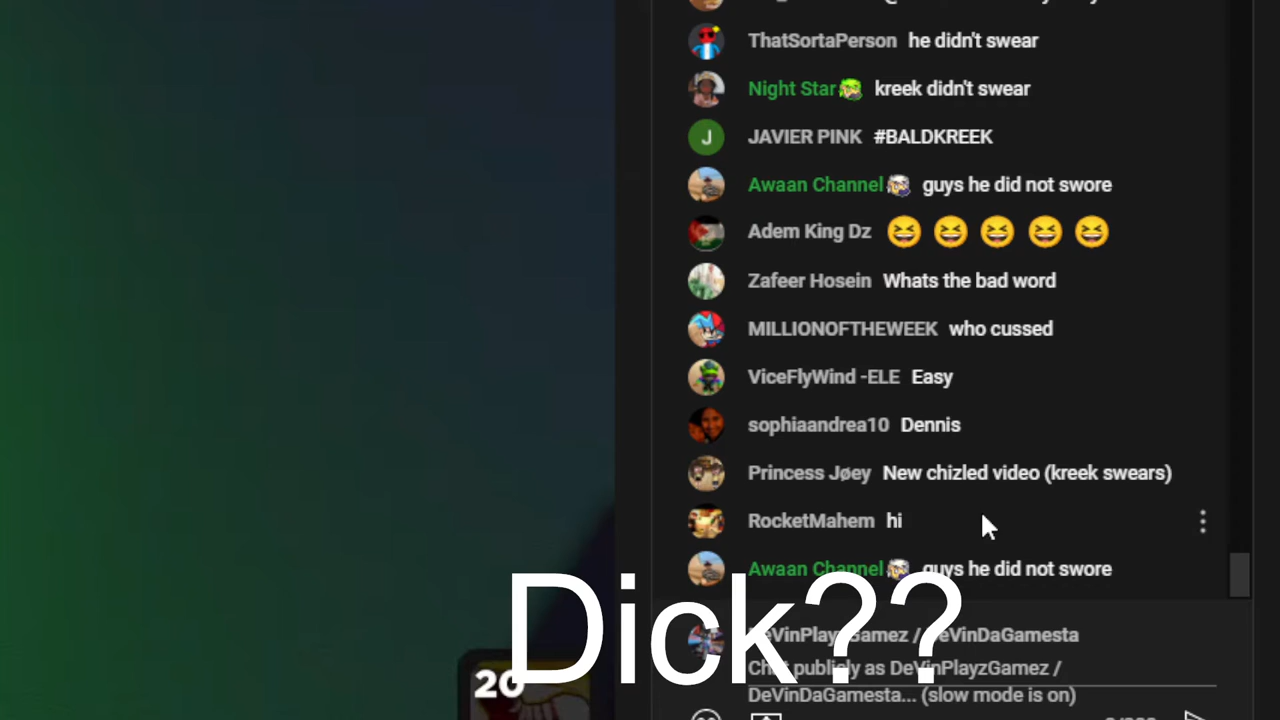 ThatSortaPerson he didn't swear
Night Star kreek didn't swear
JAVIER PINK #BALDKREEK
J
Awaan Channel guys he did not swore
Adem King Dz
Zafeer Hosein Whats the bad word
MILLIONOFTHEWEEK who cussed
ViceFlyWind -ELE Easy
sophiaandrea10 Dennis
Princess Jøey New chizled video (kreek swears)
RocketMahem hi
Awaan Channel guys he did not swore
Dick??
DeVinPlayzGamez / DeVinDaGamesta
Chat publicly as DeVinPlayzGamez /
DeVinDaGamesta... (slow mode is on)
20